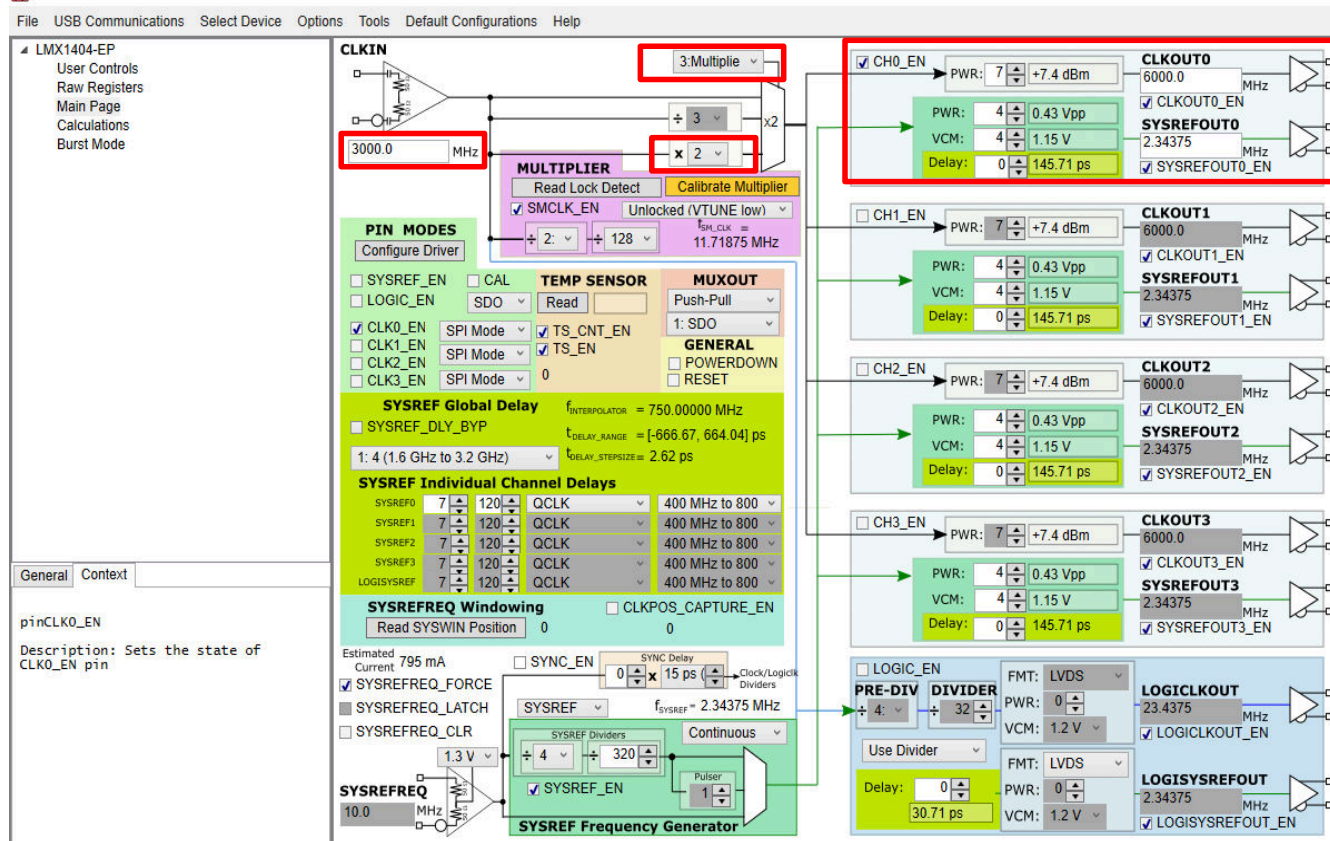 File USB Communications Select Device Options Tools Default Configurations Help
LMX1404-EP
User Controls
Raw Registers
Main Page
Calculations
Burst Mode
General Context
pinCLK0_EN
Description: Sets the state of
CLK0_EN pin
CLKIN
50 Ω
50 Ω
3000.0 MHz
3:Multiplie
÷ 3
x2
x 2
MULTIPLIER
Read Lock Detect Calibrate Multiplier
SMCLK_EN Unlocked (VTUNE low)
÷ 2: ÷ 128 fSM_CLK = 11.71875 MHz
PIN MODES
Configure Driver
SYSREF_EN CAL
LOGIC_EN SDO
CLK0_EN SPI Mode
CLK1_EN
CLK2_EN SPI Mode
CLK3_EN SPI Mode
TEMP SENSOR
Read
TS_CNT_EN
TS_EN
0
MUXOUT
Push-Pull
1: SDO
GENERAL
POWERDOWN
RESET
SYSREF Global Delay
SYSREF_DLY_BYP
1: 4 (1.6 GHz to 3.2 GHz)
fINTERPOLATOR = 750.00000 MHz
tDELAY_RANGE = [-666.67, 664.04] ps
tDELAY_STEPSIZE = 2.62 ps
SYSREF Individual Channel Delays
SYSREF0 7 120 QCLK 400 MHz to 800
SYSREF1 7 120 QCLK 400 MHz to 800
SYSREF2 7 120 QCLK 400 MHz to 800
SYSREF3 7 120 QCLK 400 MHz to 800
LOGISYSREF 7 120 QCLK 400 MHz to 800
SYSREFREQ Windowing CLKPOS_CAPTURE_EN
Read SYSWIN Position 0 0
Estimated
Current 795 mA
SYSREFREQ_FORCE
SYSREFREQ_LATCH
SYSREFREQ_CLR
1.3 V
SYSREFREQ
10.0 MHz
50 Ω
50 Ω
SYNC_EN
SYNC Delay
0 x 15 ps (
Clock/Logiclk
Dividers
SYSREF fSYSREF = 2.34375 MHz
SYSREF Dividers
÷ 4 ÷ 320
Continuous
SYSREF_EN
Pulser
1
SYSREF Frequency Generator
CH0_EN PWR: 7 +7.4 dBm
PWR: 4 0.43 Vpp
VCM: 4 1.15 V
Delay: 0 145.71 ps
CLKOUT0
6000.0 MHz
CLKOUT0_EN
SYSREFOUT0
2.34375 MHz
SYSREFOUT0_EN
CH1_EN PWR: 7 +7.4 dBm
PWR: 4 0.43 Vpp
VCM: 4 1.15 V
Delay: 0 145.71 ps
CLKOUT1
6000.0 MHz
CLKOUT1_EN
SYSREFOUT1
2.34375 MHz
SYSREFOUT1_EN
CH2_EN PWR: 7 +7.4 dBm
PWR: 4 0.43 Vpp
VCM: 4 1.15 V
Delay: 0 145.71 ps
CLKOUT2
6000.0 MHz
CLKOUT2_EN
SYSREFOUT2
2.34375 MHz
SYSREFOUT2_EN
CH3_EN PWR: 7 +7.4 dBm
PWR: 4 0.43 Vpp
VCM: 4 1.15 V
Delay: 0 145.71 ps
CLKOUT3
6000.0 MHz
CLKOUT3_EN
SYSREFOUT3
2.34375 MHz
SYSREFOUT3_EN
LOGIC_EN
PRE-DIV DIVIDER
÷ 4: ÷ 32
Use Divider
Delay: 0
30.71 ps
FMT: LVDS
PWR: 0
VCM: 1.2 V
FMT: LVDS
PWR: 0
VCM: 1.2 V
LOGICLKOUT
23.4375 MHz
LOGICLKOUT_EN
LOGISYSREFOUT
2.34375 MHz
LOGISYSREFOUT_EN